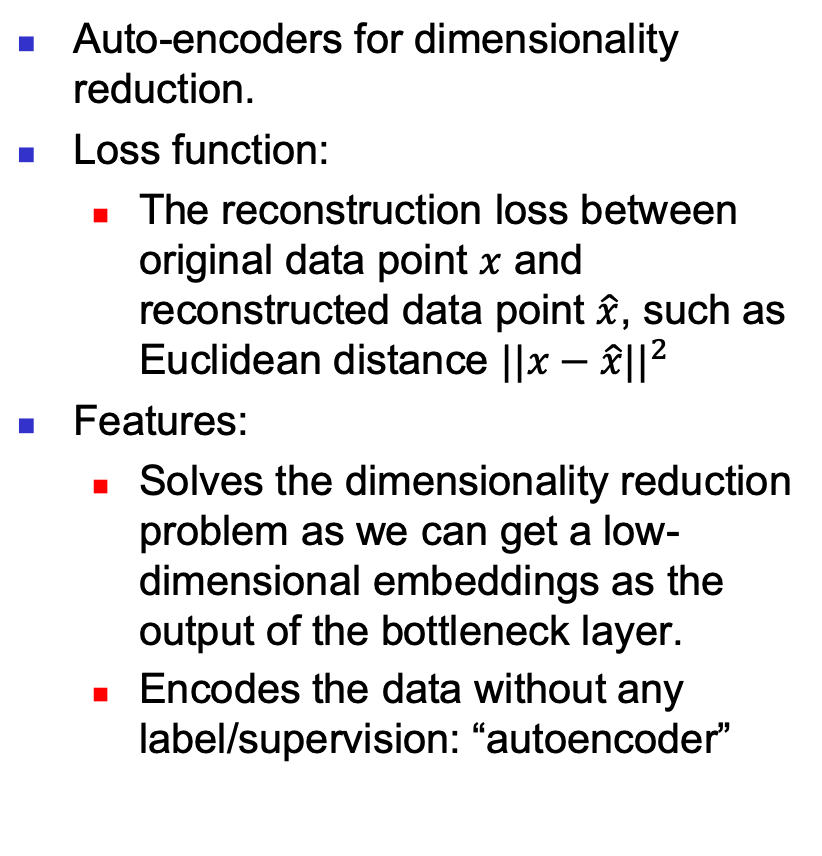 Auto-encoders for dimensionality
reduction.
Loss function:
The reconstruction loss between
original data point x and
reconstructed data point x̂, such as
Euclidean distance ||x − x̂||²
Features:
Solves the dimensionality reduction
problem as we can get a low-
dimensional embeddings as the
output of the bottleneck layer.
Encodes the data without any
label/supervision: “autoencoder”